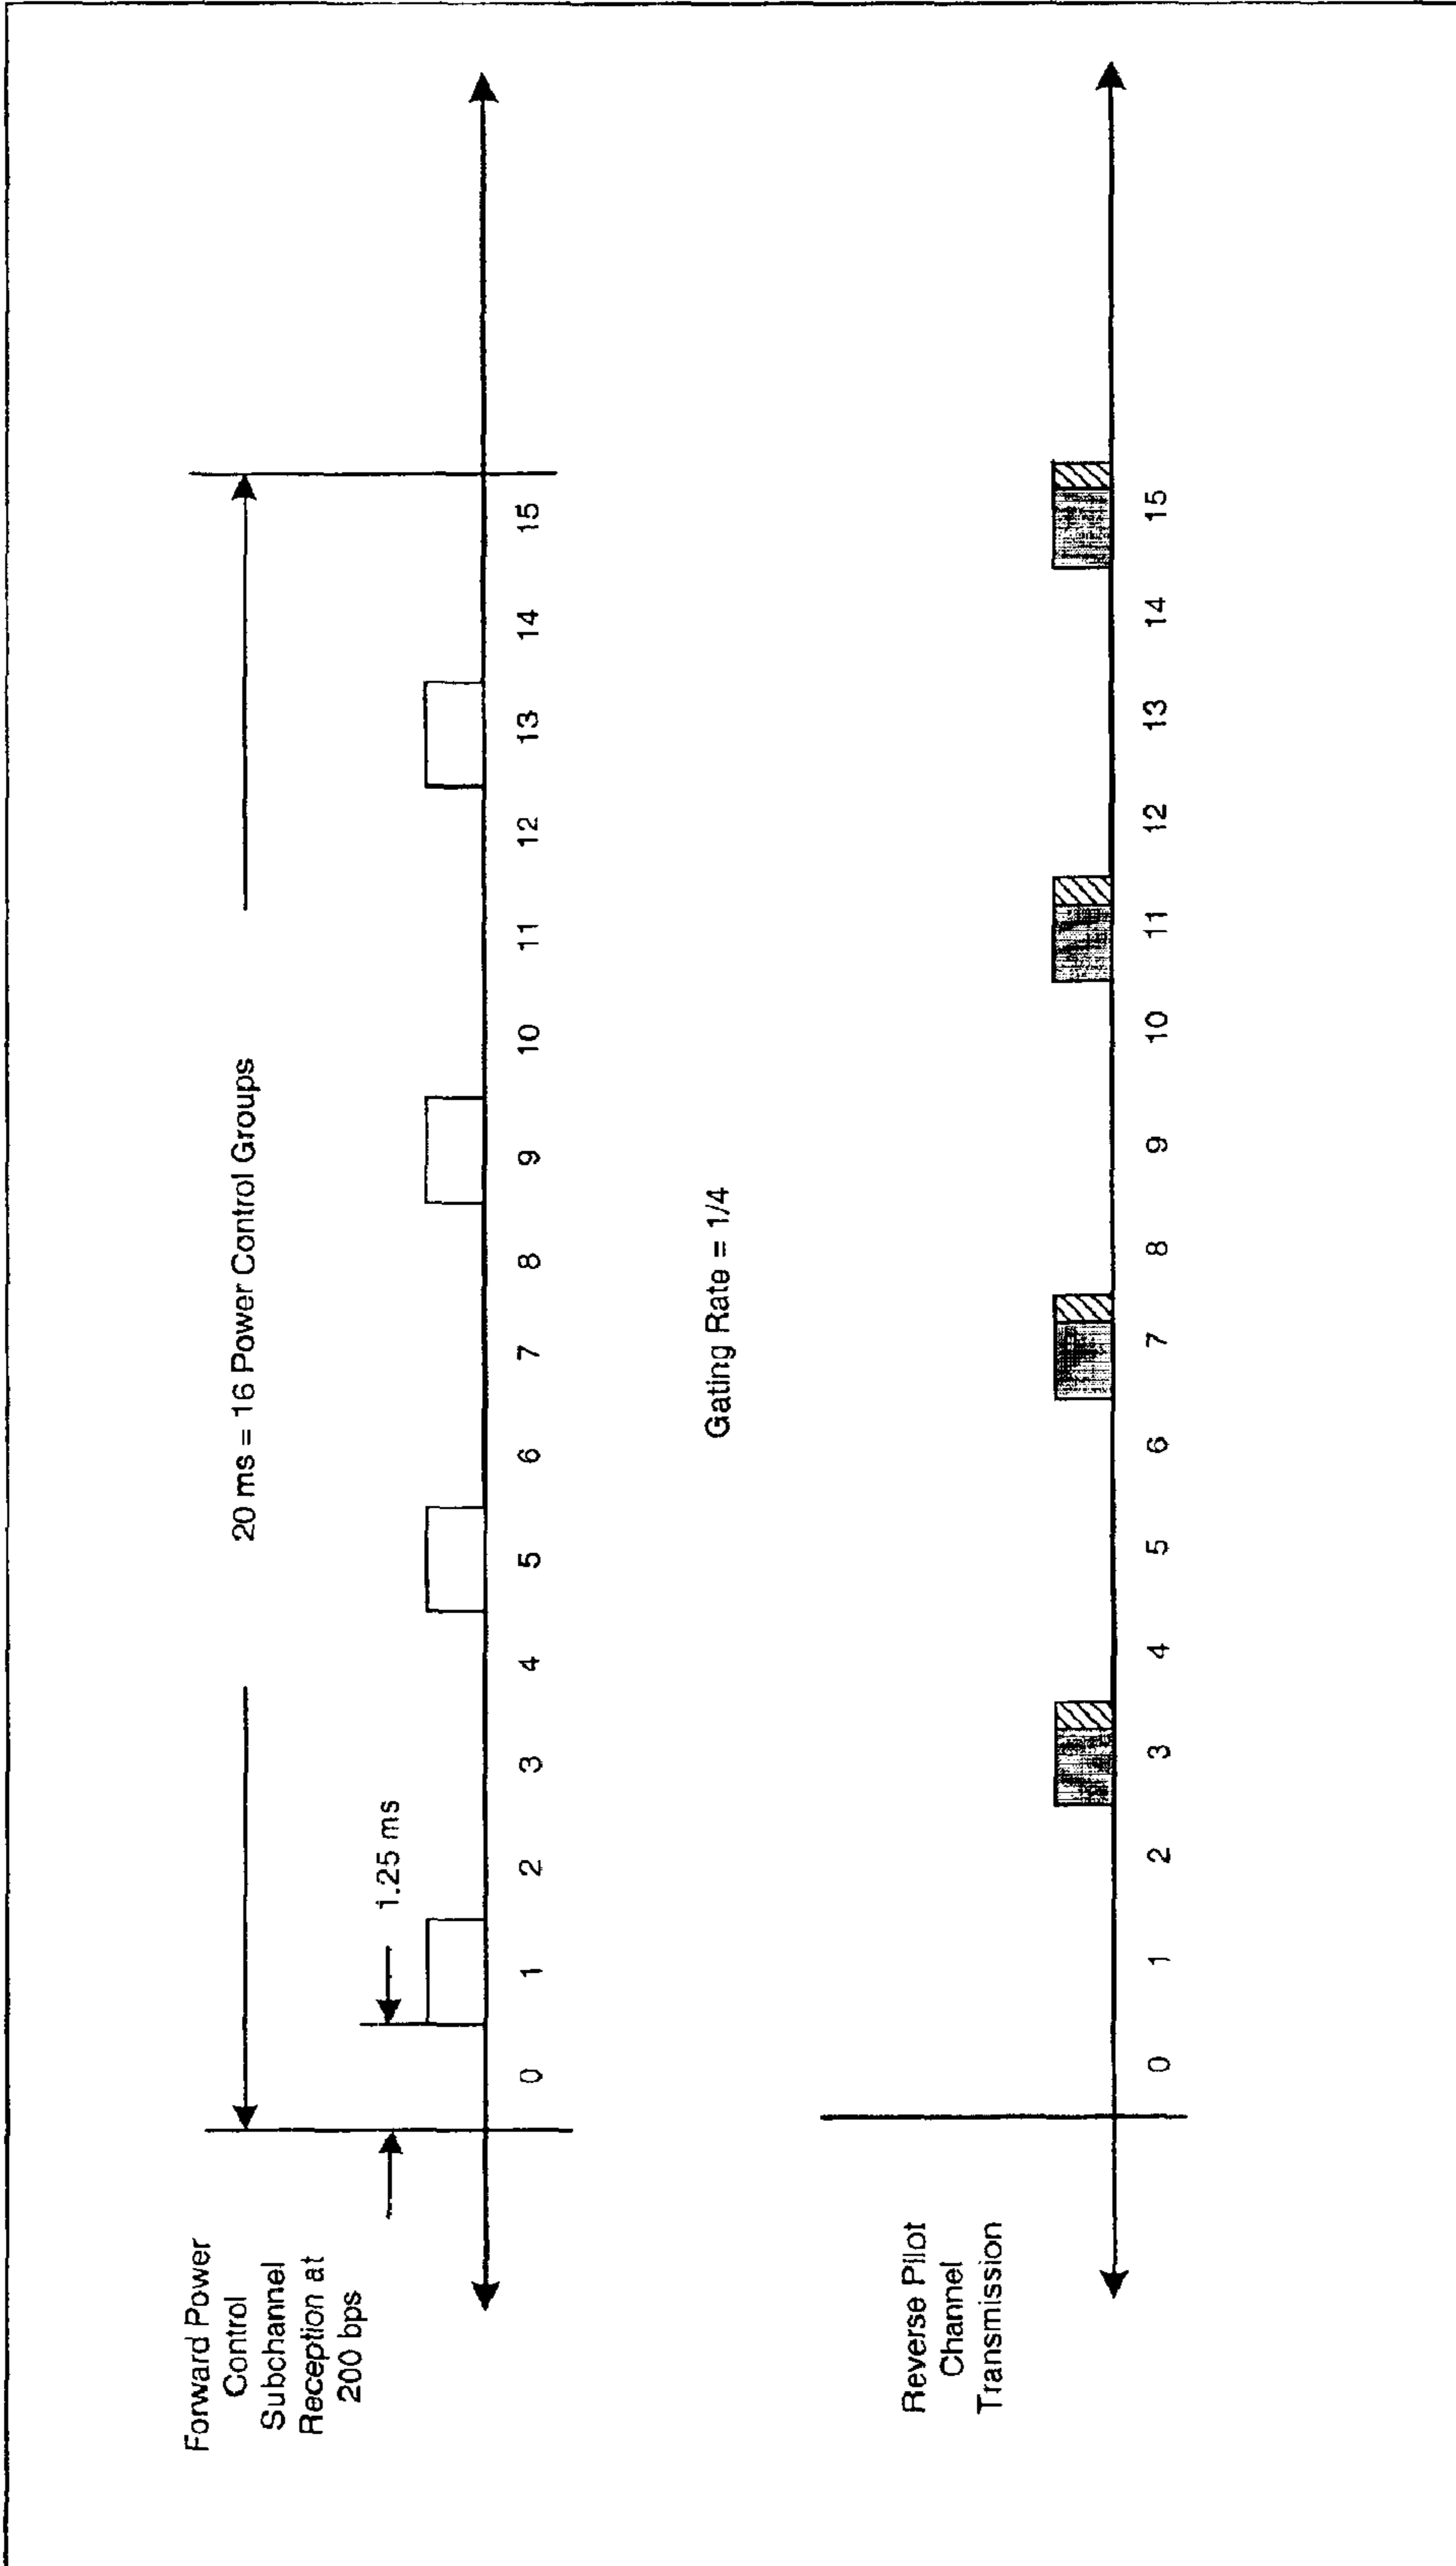 Forward Power
Control
Subchannel
Reception at
200 bps
20 ms = 16 Power Control Groups
1.25 ms
0 1 2 3 4 5 6 7 8 9 10 11 12 13 14 15
Gating Rate = 1/4
Reverse Pilot
Channel
Transmission
0 1 2 3 4 5 6 7 8 9 10 11 12 13 14 15